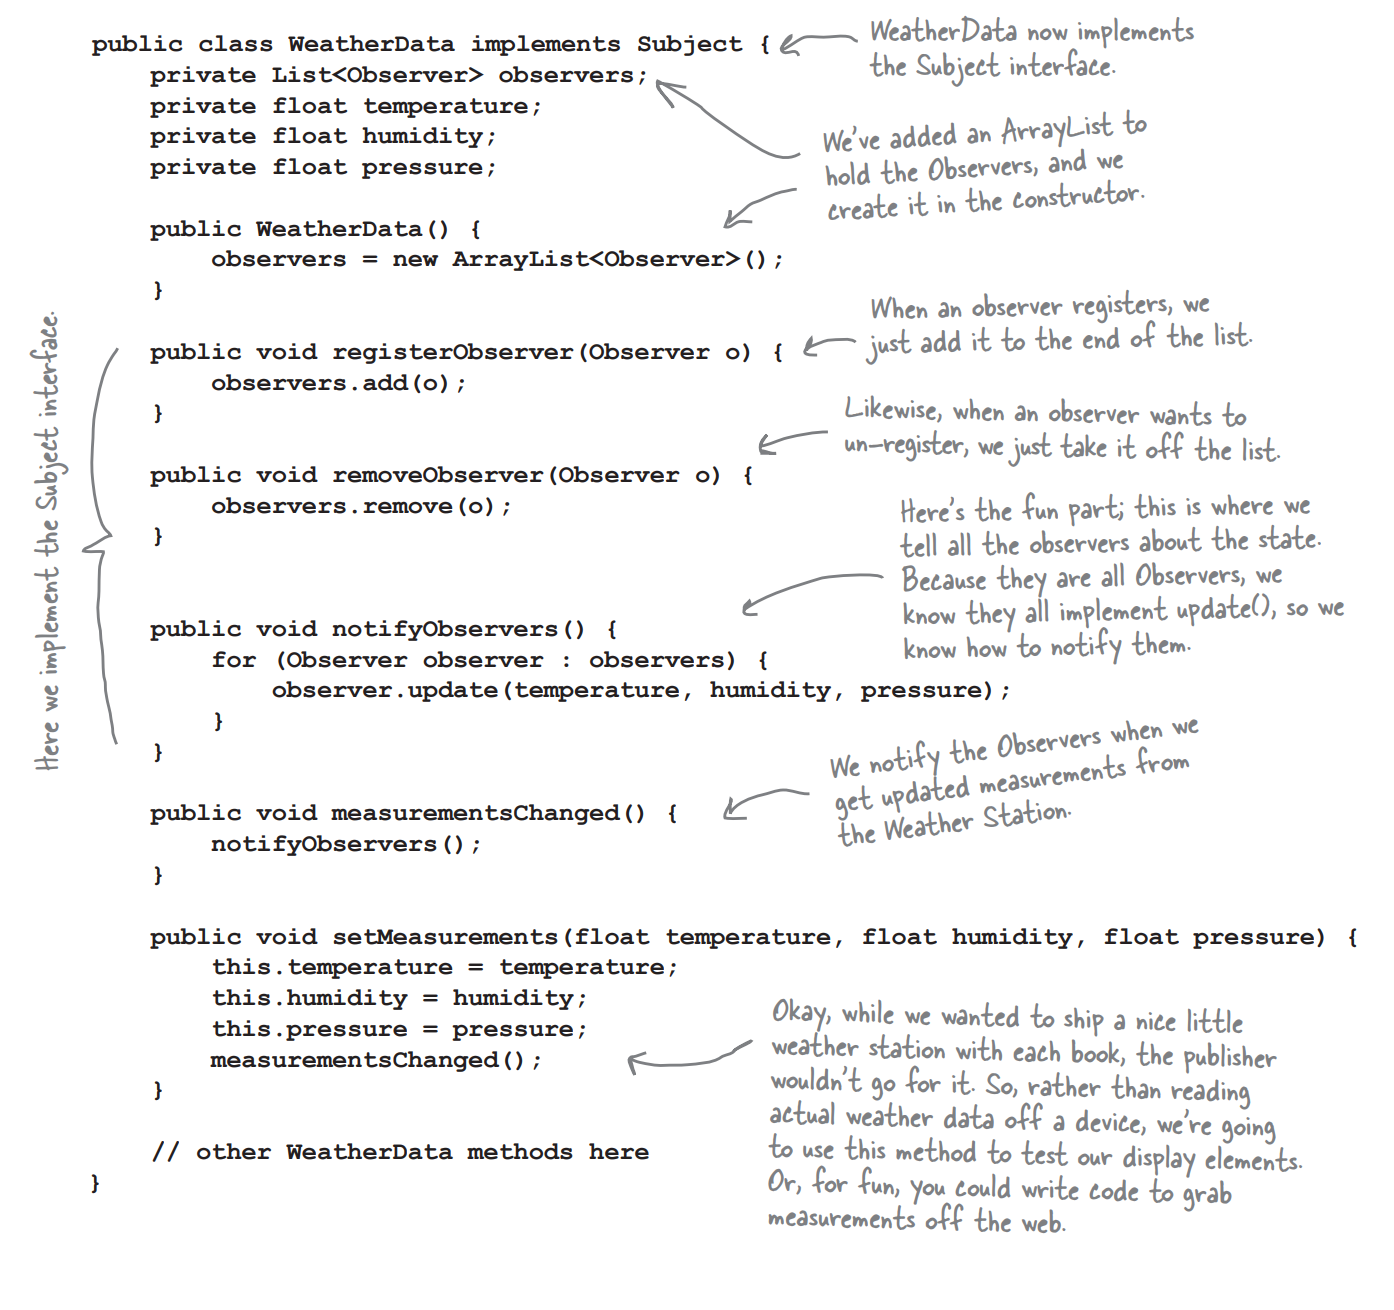 public class WeatherData implements Subject {
WeatherData now implements
the Subject interface.
private List<Observer> observers;
private float temperature;
private float humidity;
private float pressure;
We've added an ArrayList to
hold the Observers, and we
create it in the constructor.
public WeatherData() {
observers = new ArrayList<Observer>();
}
Here we implement the Subject interface.
public void registerObserver(Observer o) {
observers.add(o);
}
When an observer registers, we
just add it to the end of the list.
public void removeObserver(Observer o) {
observers.remove(o);
}
Likewise, when an observer wants to
un-register, we just take it off the list.
Here's the fun part; this is where we
tell all the observers about the state.
Because they are all Observers, we
know they all implement update(), so we
know how to notify them.
public void notifyObservers() {
for (Observer observer : observers) {
observer.update(temperature, humidity, pressure);
}
}
We notify the Observers when we
get updated measurements from
the Weather Station.
public void measurementsChanged() {
notifyObservers();
}
public void setMeasurements(float temperature, float humidity, float pressure) {
this.temperature = temperature;
this.humidity = humidity;
this.pressure = pressure;
measurementsChanged();
}
Okay, while we wanted to ship a nice little
weather station with each book, the publisher
wouldn't go for it. So, rather than reading
actual weather data off a device, we're going
to use this method to test our display elements.
Or, for fun, you could write code to grab
measurements off the web.
// other WeatherData methods here
}